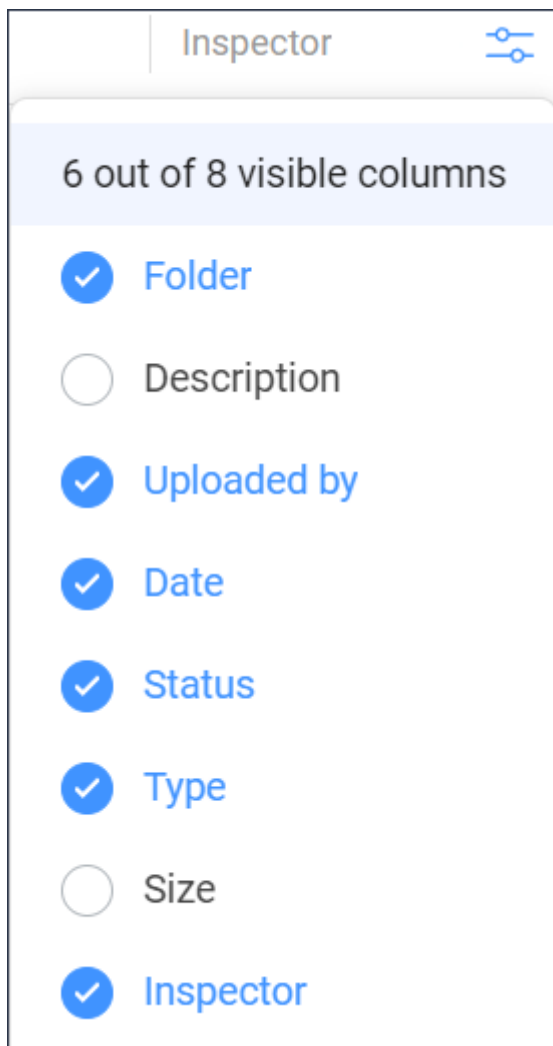 Inspector
6 out of 8 visible columns
Folder
Description
Uploaded by
Date
Status
Type
Size
Inspector